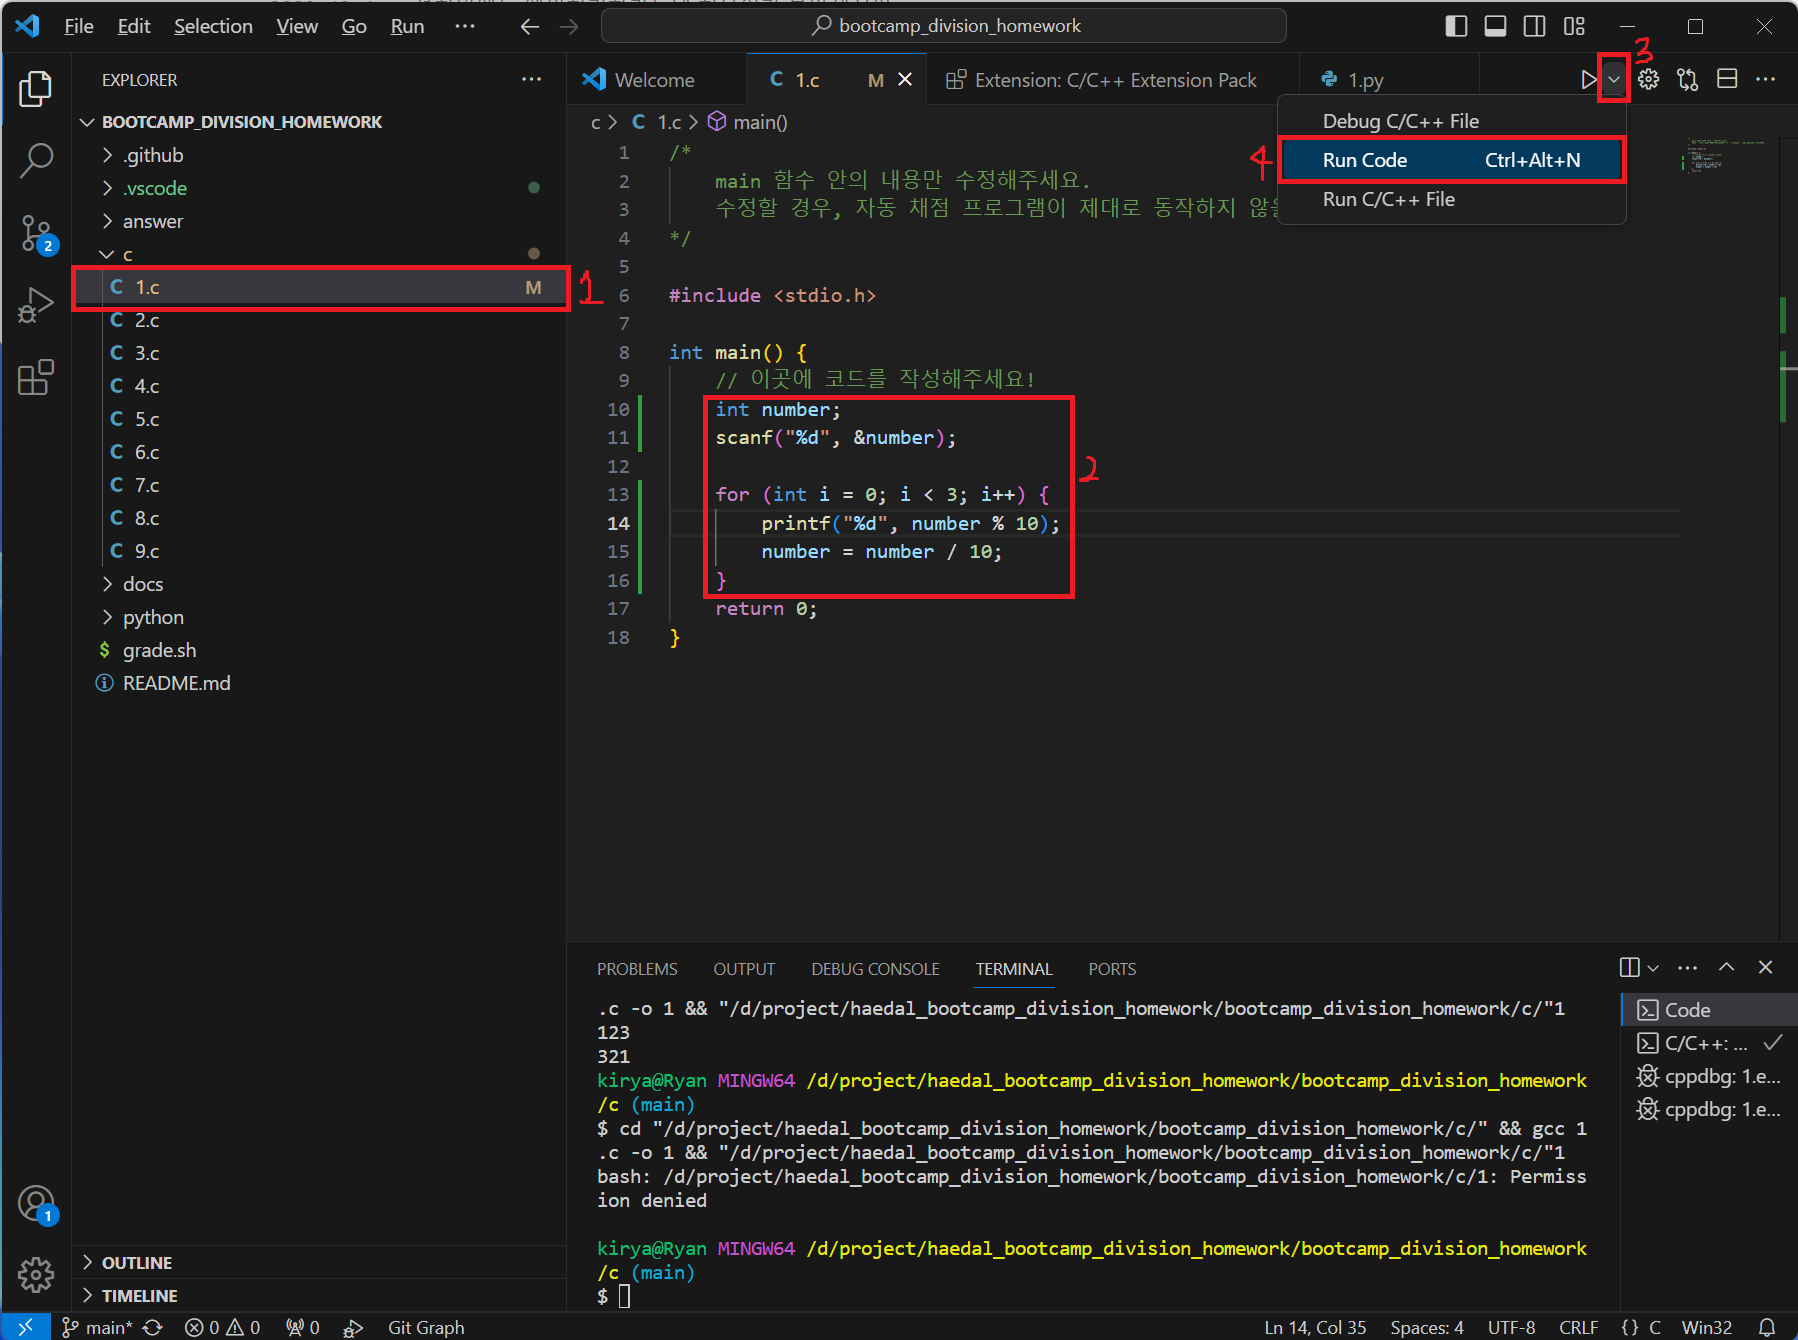 File Edit Selection View Go Run ··· bootcamp_division_homework
3
EXPLORER ···
Welcome
C 1.c M
Extension: C/C++ Extension Pack
1.py
BOOTCAMP_DIVISION_HOMEWORK
.github
.vscode
answer
c
C 1.c M
C 2.c
C 3.c
C 4.c
C 5.c
C 6.c
C 7.c
C 8.c
C 9.c
docs
python
$ grade.sh
README.md
OUTLINE
TIMELINE
2
1
1
c > C 1.c > main()
Debug C/C++ File
4
Run Code Ctrl+Alt+N
Run C/C++ File
1 /*
2 main 함수 안의 내용만 수정해주세요.
3 수정할 경우, 자동 채점 프로그램이 제대로 동작하지 않을
4 */
5
6 #include <stdio.h>
7
8 int main() {
9 // 이곳에 코드를 작성해주세요!
10 int number;
11 scanf("%d", &number);
12
2
13 for (int i = 0; i < 3; i++) {
14 printf("%d", number % 10);
15 number = number / 10;
16 }
17 return 0;
18 }
PROBLEMS OUTPUT DEBUG CONSOLE TERMINAL PORTS
.c -o 1 && "/d/project/haedal_bootcamp_division_homework/bootcamp_division_homework/c/"1
123
321
kirya@Ryan MINGW64 /d/project/haedal_bootcamp_division_homework/bootcamp_division_homework
/c (main)
$ cd "/d/project/haedal_bootcamp_division_homework/bootcamp_division_homework/c/" && gcc 1
.c -o 1 && "/d/project/haedal_bootcamp_division_homework/bootcamp_division_homework/c/"1
bash: /d/project/haedal_bootcamp_division_homework/bootcamp_division_homework/c/1: Permiss
ion denied
kirya@Ryan MINGW64 /d/project/haedal_bootcamp_division_homework/bootcamp_division_homework
/c (main)
$
Code
C/C++: ...
cppdbg: 1.e...
cppdbg: 1.e...
main* 0 0 0 Git Graph Ln 14, Col 35 Spaces: 4 UTF-8 CRLF {} C Win32